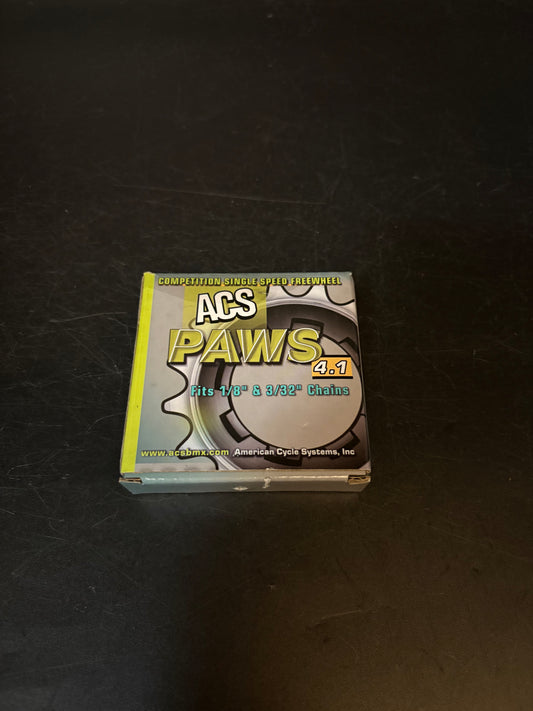 COMPETITION SINGLE SPEED FREEWHEEL
ACS
PAWS
4.1
Fits 1/8" & 3/32" Chains
www.acsbmx.com American Cycle Systems, Inc